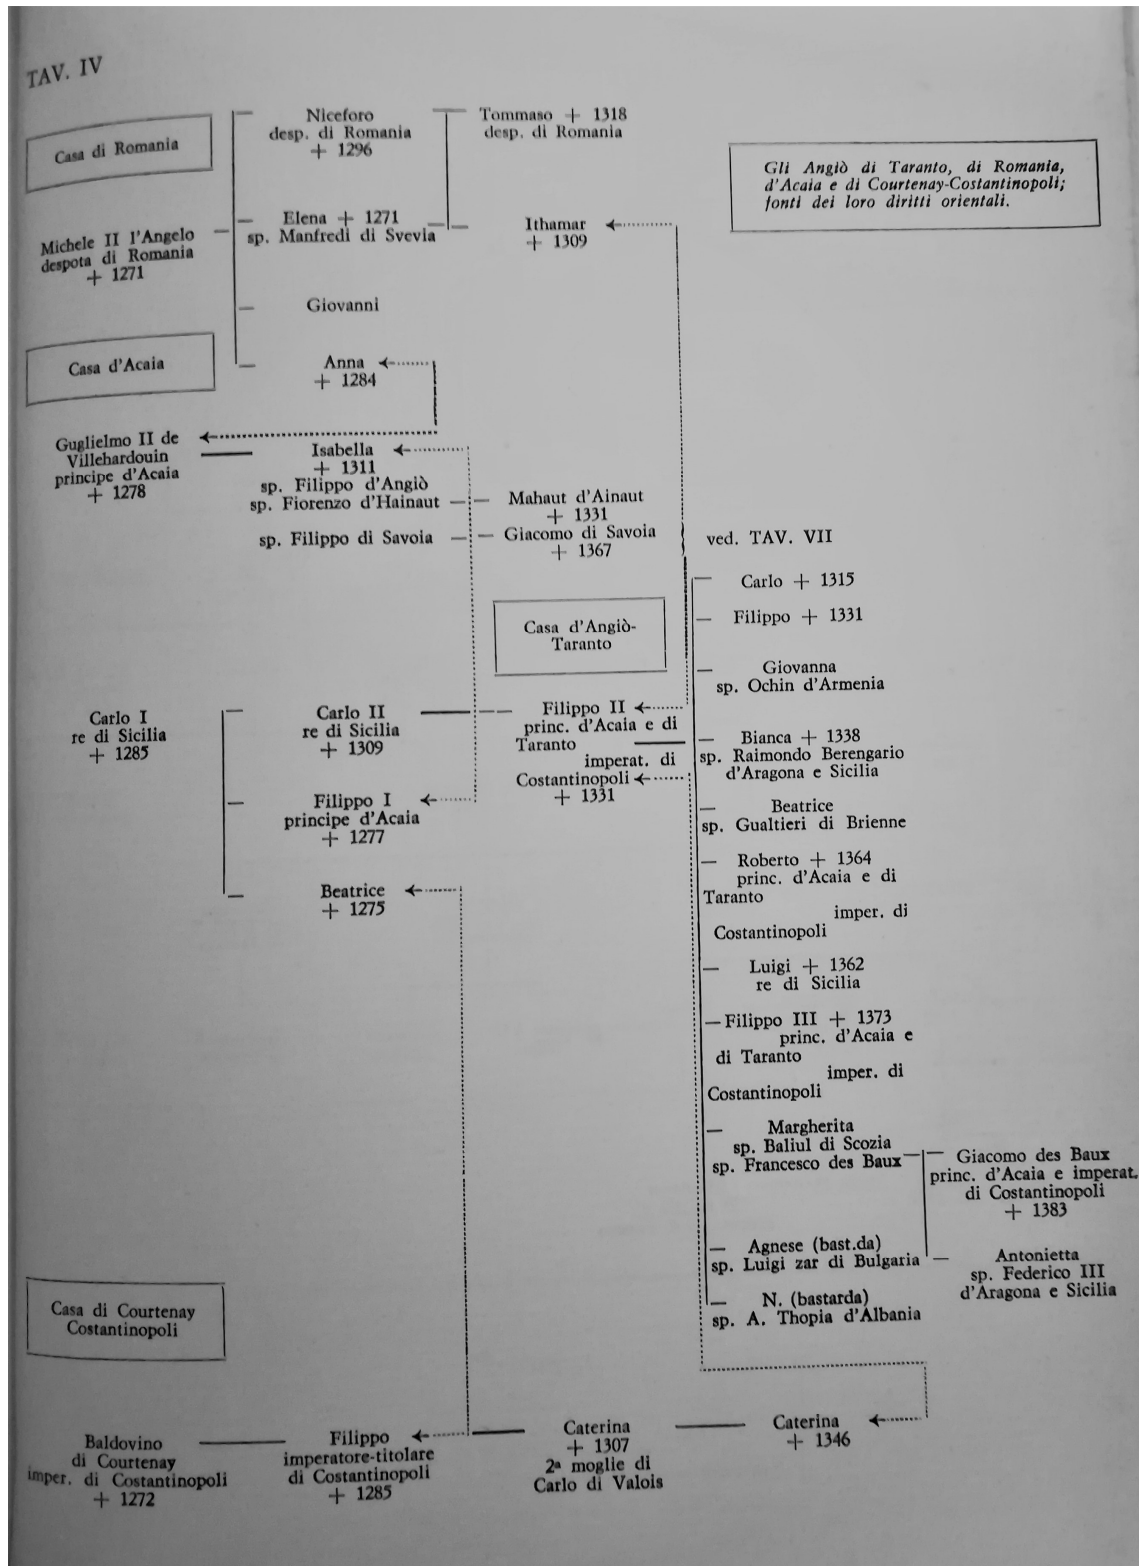 TAV. IV
Casa di Romania
Niceforo
desp. di Romania
+ 1296
Tommaso + 1318
desp. di Romania
Gli Angiò di Taranto, di Romania,
d'Acaia e di Courtenay-Costantinopoli;
fonti dei loro diritti orientali.
Michele II l'Angelo
despota di Romania
+ 1271
Elena + 1271
sp. Manfredi di Svevia
Ithamar
+ 1309
Giovanni
Casa d'Acaia
Anna
+ 1284
Guglielmo II de
Villehardouin
principe d'Acaia
+ 1278
Isabella
+ 1311
sp. Filippo d'Angiò
sp. Fiorenzo d'Hainaut
sp. Filippo di Savoia
Mahaut d'Ainaut
+ 1331
Giacomo di Savoia
+ 1367
ved. TAV. VII
Carlo + 1315
Filippo + 1331
Giovanna
sp. Ochin d'Armenia
Casa d'Angiò-
Taranto
Carlo I
re di Sicilia
+ 1285
Carlo II
re di Sicilia
+ 1309
Filippo II
princ. d'Acaia e di
Taranto
imperat. di
Costantinopoli
+ 1331
Bianca + 1338
sp. Raimondo Berengario
d'Aragona e Sicilia
Filippo I
principe d'Acaia
+ 1277
Beatrice
sp. Gualtieri di Brienne
Beatrice
+ 1275
Roberto + 1364
princ. d'Acaia e di
Taranto
imper. di
Costantinopoli
Luigi + 1362
re di Sicilia
Filippo III + 1373
princ. d'Acaia e
di Taranto
imper. di
Costantinopoli
Margherita
sp. Baliul di Scozia
sp. Francesco des Baux
Giacomo des Baux
princ. d'Acaia e imperat.
di Costantinopoli
+ 1383
Agnese (bast.da)
sp. Luigi zar di Bulgaria
Antonietta
sp. Federico III
d'Aragona e Sicilia
N. (bastarda)
sp. A. Thopia d'Albania
Casa di Courtenay
Costantinopoli
Baldovino
di Courtenay
imper. di Costantinopoli
+ 1272
Filippo
imperatore-titolare
di Costantinopoli
+ 1285
Caterina
+ 1307
2ª moglie di
Carlo di Valois
Caterina
+ 1346